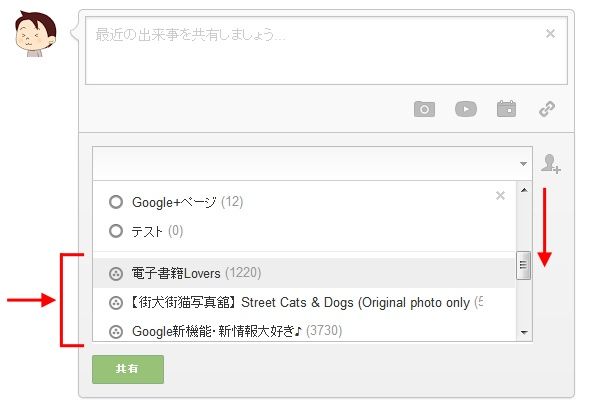 最近の出来事を共有しましょう...
Google+ページ (12)
テスト (0)
電子書籍Lovers (1220)
【街犬街猫写真館】 Street Cats & Dogs (Original photo only (5
Google新機能・新情報大好き♪ (3730)
共有